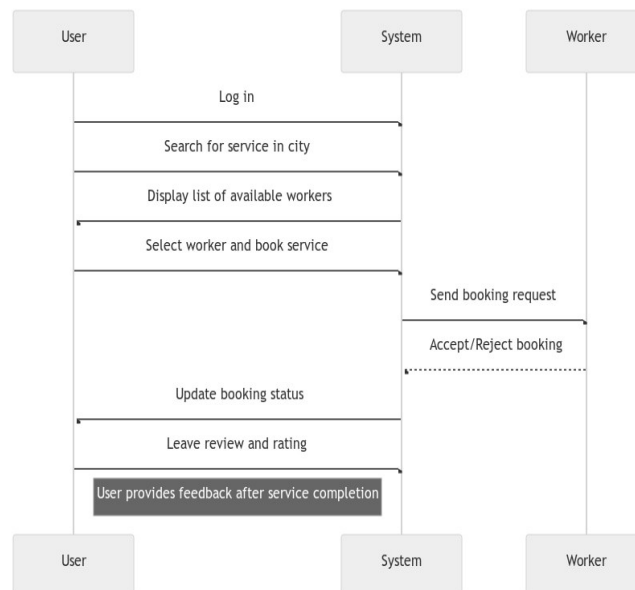 User System Worker
Log in
Search for service in city
Display list of available workers
Select worker and book service
Send booking request
Accept/Reject booking
Update booking status
Leave review and rating
User provides feedback after service completion
User System Worker